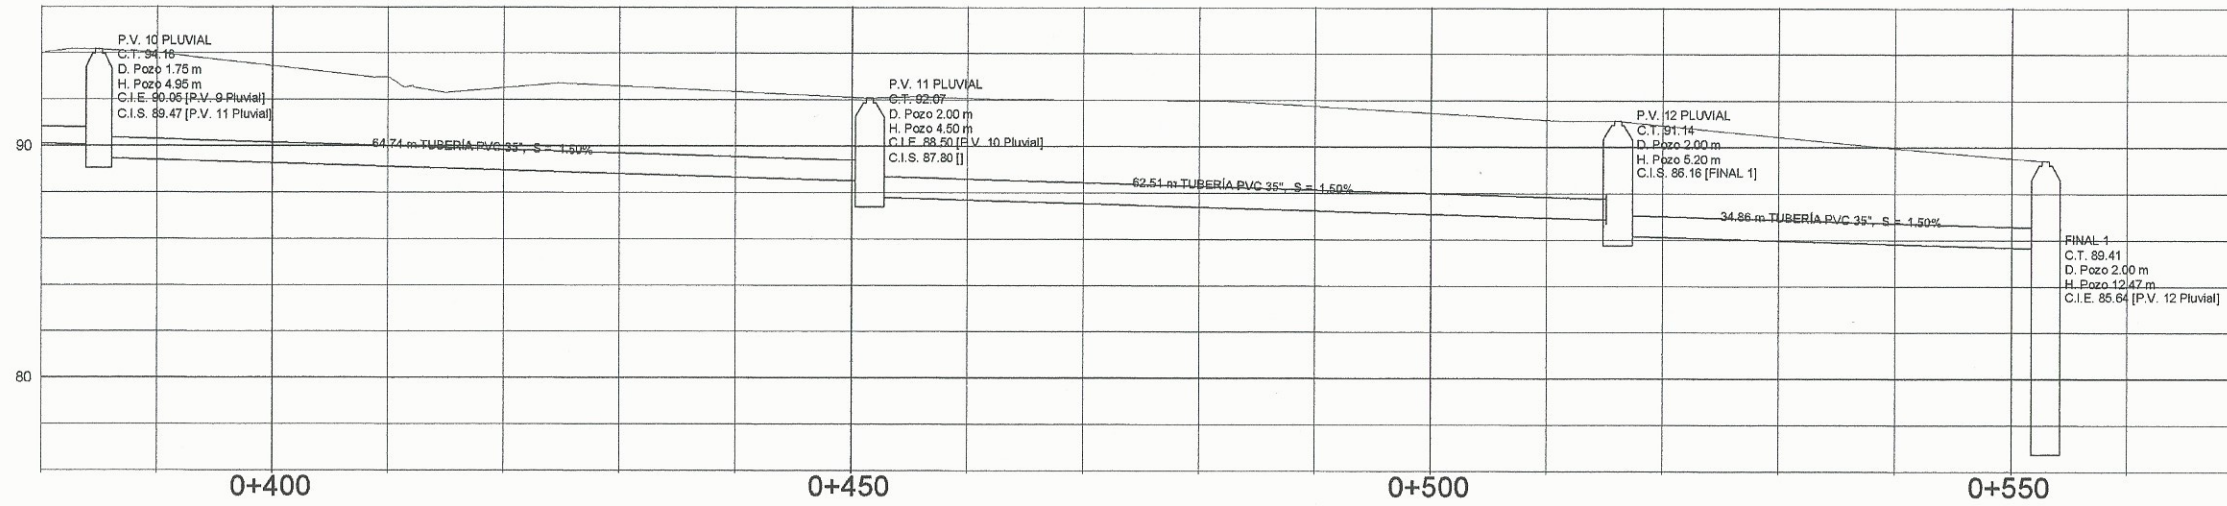 P.V. 10 PLUVIAL
C.T. 94.16
D. Pozo 1.75 m
H. Pozo 4.95 m
C.I.E. 90.05 [P.V. 9 Pluvial]
C.I.S. 89.47 [P.V. 11 Pluvial]
P.V. 11 PLUVIAL
C.T. 92.07
D. Pozo 2.00 m
H. Pozo 4.50 m
C.I.E. 88.50 [P.V. 10 Pluvial]
C.I.S. 87.80 []
P.V. 12 PLUVIAL
C.T. 91.14
D. Pozo 2.00 m
H. Pozo 5.20 m
C.I.S. 86.16 [FINAL 1]
90
64.74 m TUBERÍA PVC 35", S = 1.50%
62.51 m TUBERÍA PVC 35", S = 1.50%
34.86 m TUBERÍA PVC 35", S = 1.50%
FINAL 1
C.T. 89.41
D. Pozo 2.00 m
H. Pozo 12.47 m
C.I.E. 85.64 [P.V. 12 Pluvial]
80
0+400 0+450 0+500 0+550